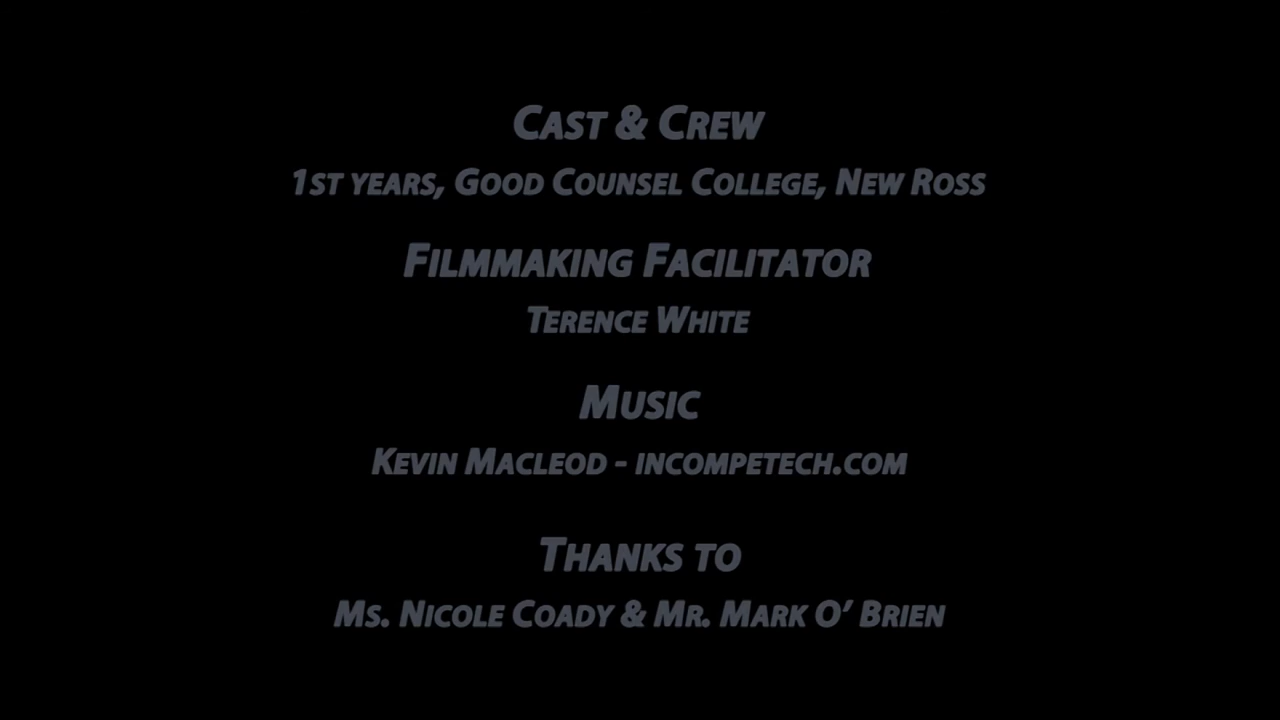 Cast & Crew
1st years, Good Counsel College, New Ross
Filmmaking Facilitator
Terence White
Music
Kevin Macleod - incompetech.com
Thanks to
Ms. Nicole Coady & Mr. Mark O' Brien